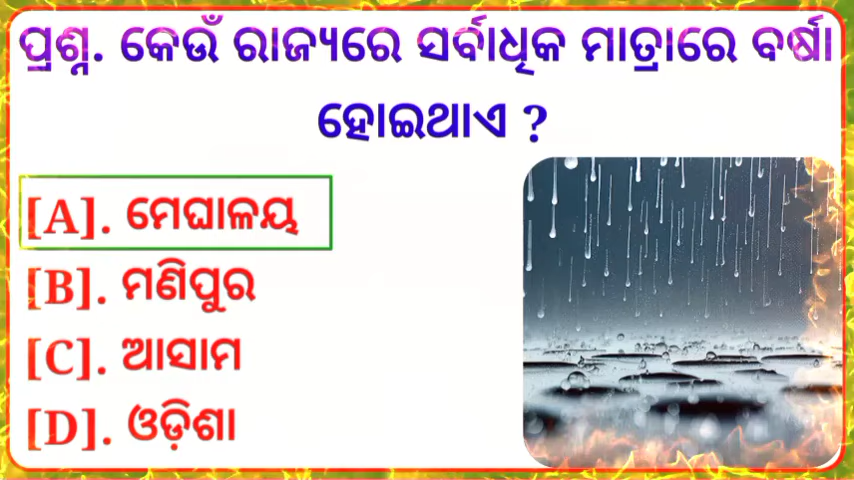 ପ୍ରଶ୍ନ. କେଉଁ ରାଜ୍ୟରେ ସର୍ବାଧିକ ମାତ୍ରାରେ ବର୍ଷା
ହୋଇଥାଏ ?
[A]. ମେଘାଳୟ
[B]. ମଣିପୁର
[C]. ଆସାମ
[D]. ଓଡ଼ିଶା